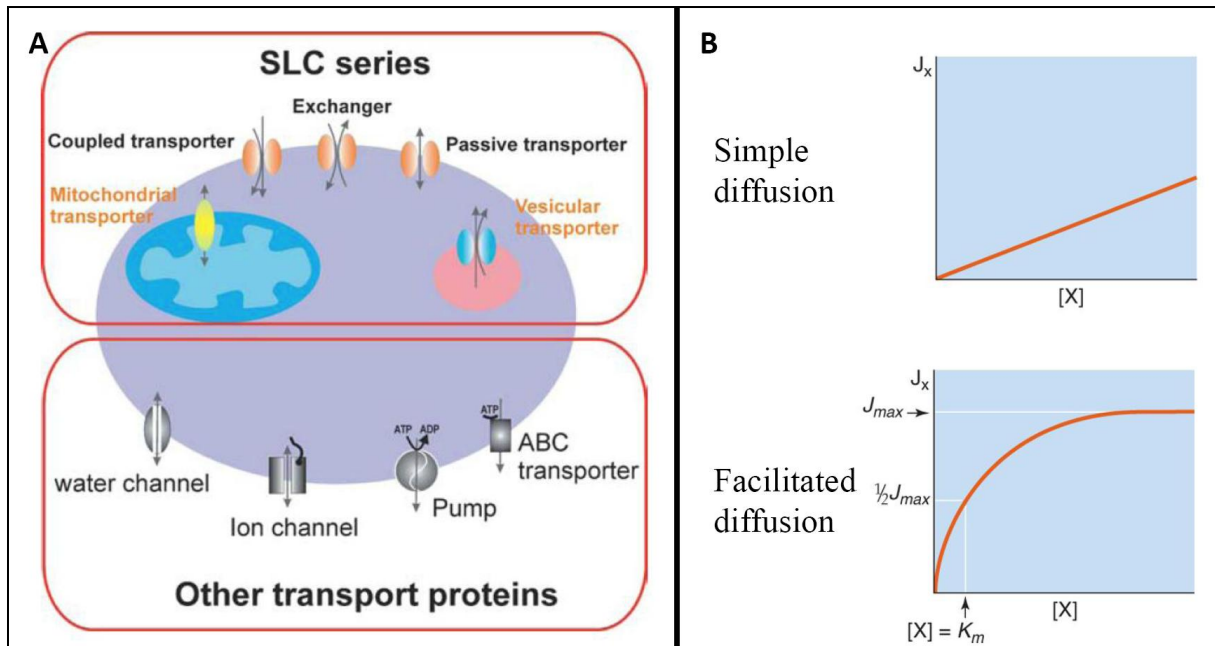 A
SLC series
Exchanger
Coupled transporter
Passive transporter
Mitochondrial
transporter
Vesicular
transporter
water channel
Ion channel
ATP
ADP
Pump
ATP
ABC
transporter
Other transport proteins
B
Simple
diffusion
Jx
[X]
Facilitated
diffusion
Jx
Jmax
½Jmax
[X]
[X] = Km